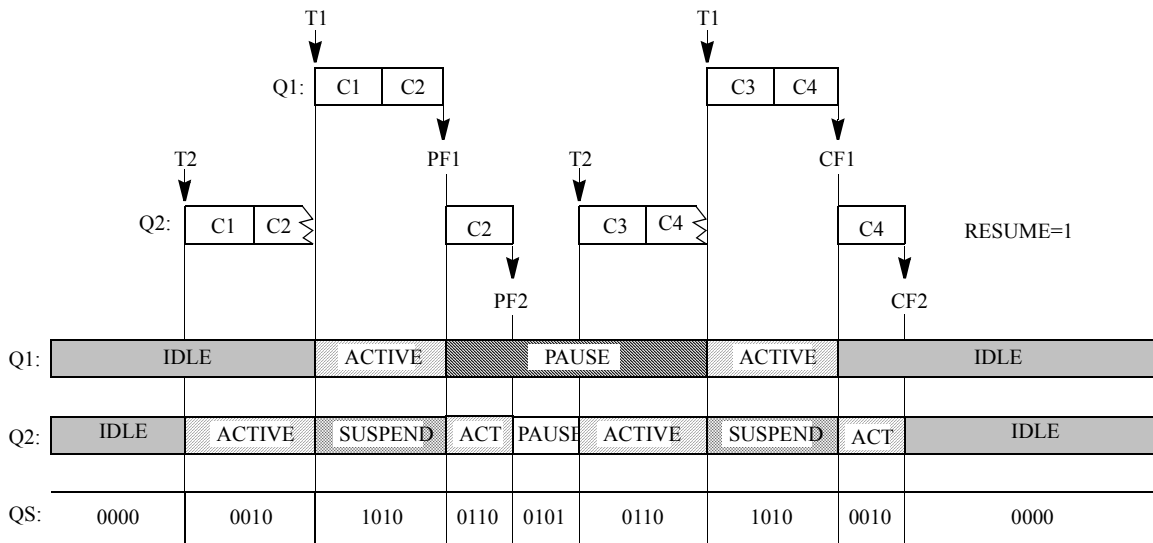 T1 T1
Q1: C1 C2 C3 C4
T2 PF1 T2 CF1
Q2: C1 C2 C2 C3 C4 C4 RESUME=1
PF2 CF2
Q1: IDLE ACTIVE PAUSE ACTIVE IDLE
Q2: IDLE ACTIVE SUSPEND ACT PAUSE ACTIVE SUSPEND ACT IDLE
QS: 0000 0010 1010 0110 0101 0110 1010 0010 0000